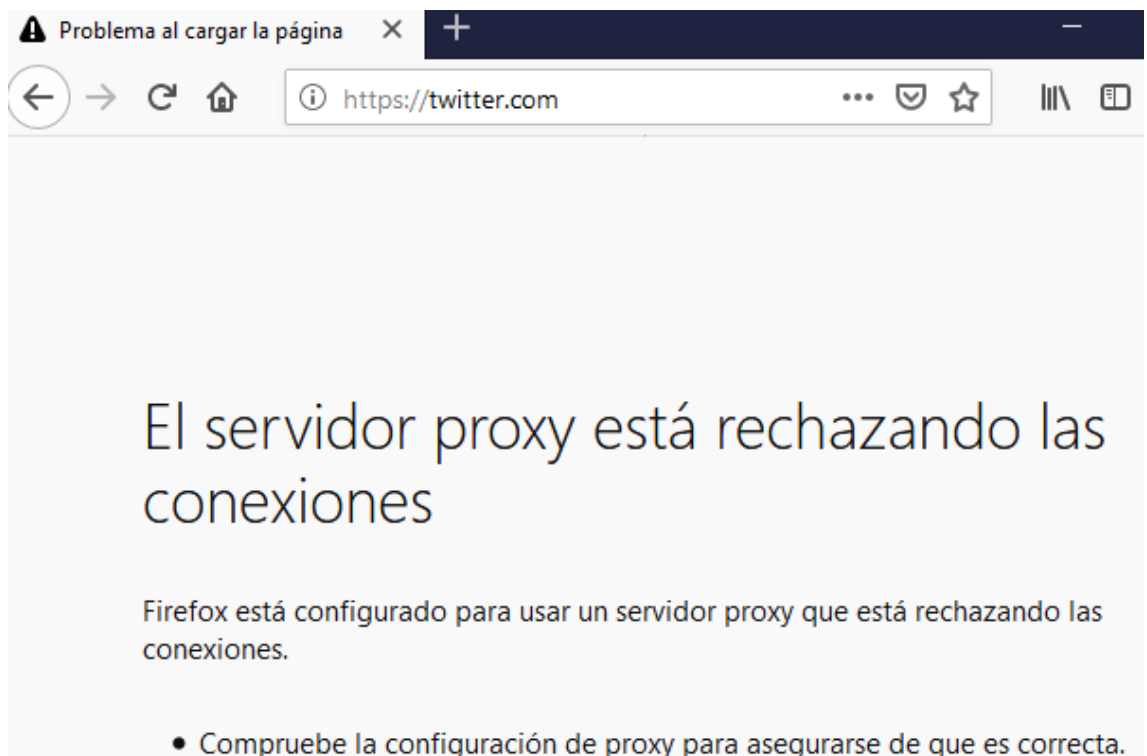 Problema al cargar la página
https://twitter.com
El servidor proxy está rechazando las
conexiones
Firefox está configurado para usar un servidor proxy que está rechazando las
conexiones.
• Compruebe la configuración de proxy para asegurarse de que es correcta.